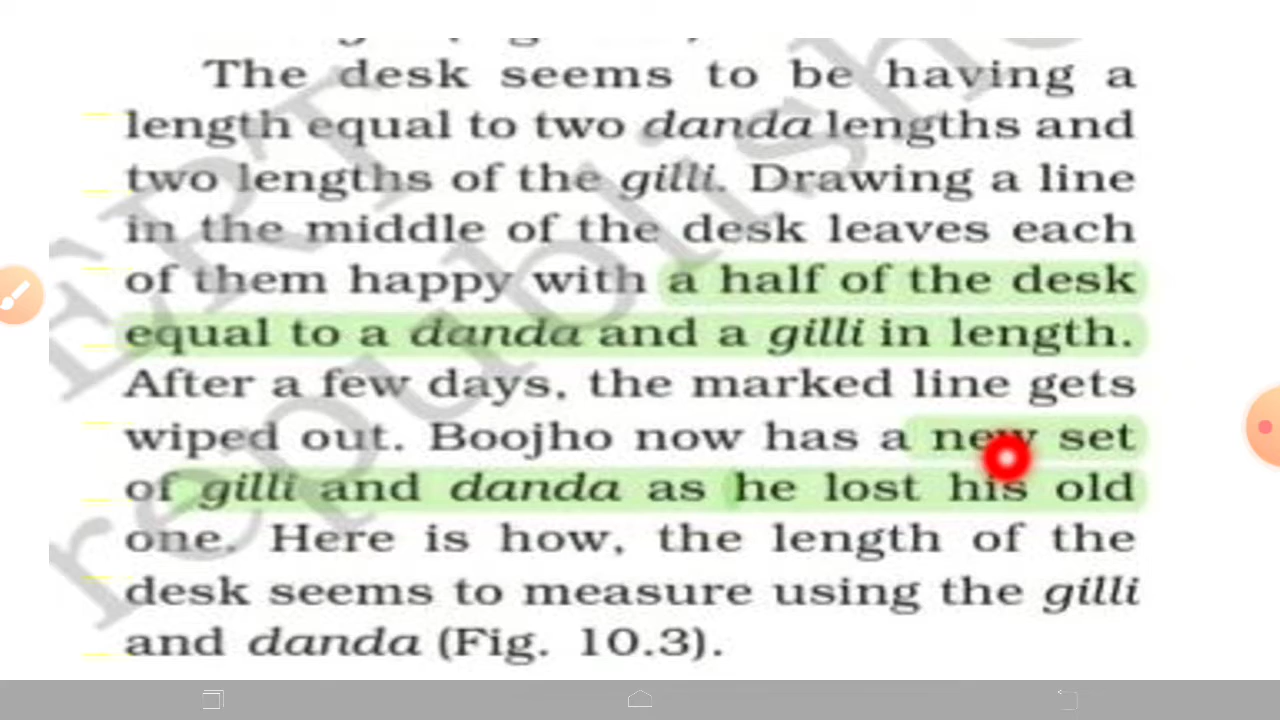 The desk seems to be having a
length equal to two danda lengths and
two lengths of the gilli. Drawing a line
in the middle of the desk leaves each
of them happy with a half of the desk
equal to a danda and a gilli in length.
After a few days, the marked line gets
wiped out. Boojho now has a new set
of gilli and danda as he lost his old
one. Here is how, the length of the
desk seems to measure using the gilli
and danda (Fig. 10.3).